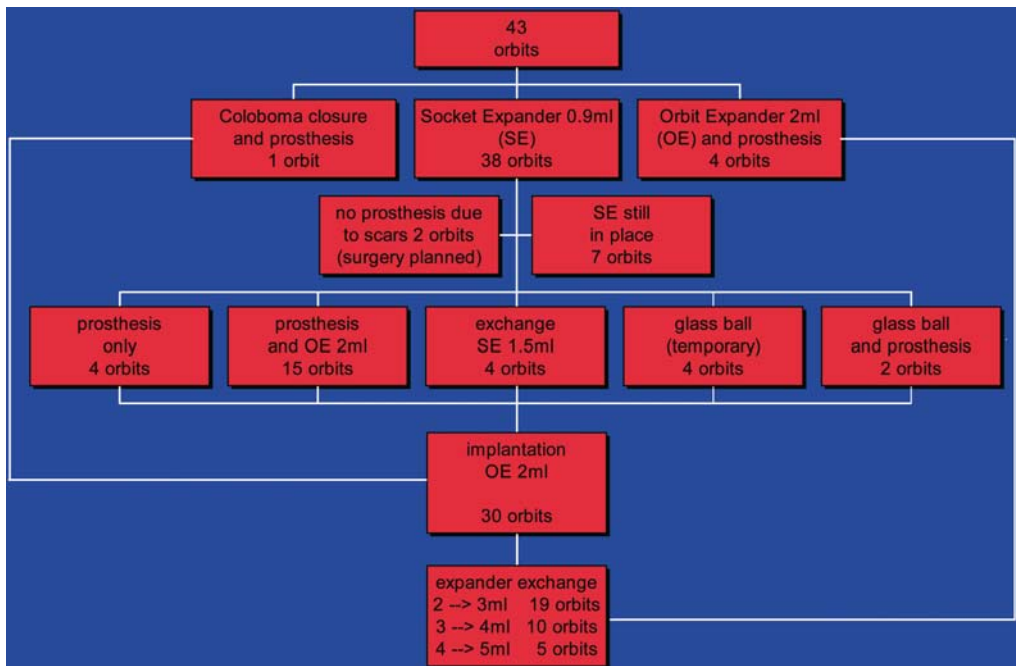 43
orbits
Coloboma closure
and prosthesis
1 orbit
Socket Expander 0.9ml
(SE)
38 orbits
Orbit Expander 2ml
(OE) and prosthesis
4 orbits
no prosthesis due
to scars 2 orbits
(surgery planned)
SE still
in place
7 orbits
prosthesis
only
4 orbits
prosthesis
and OE 2ml
15 orbits
exchange
SE 1.5ml
4 orbits
glass ball
(temporary)
4 orbits
glass ball
and prosthesis
2 orbits
implantation
OE 2ml
30 orbits
expander exchange
2 --> 3ml 19 orbits
3 --> 4ml 10 orbits
4 --> 5ml 5 orbits